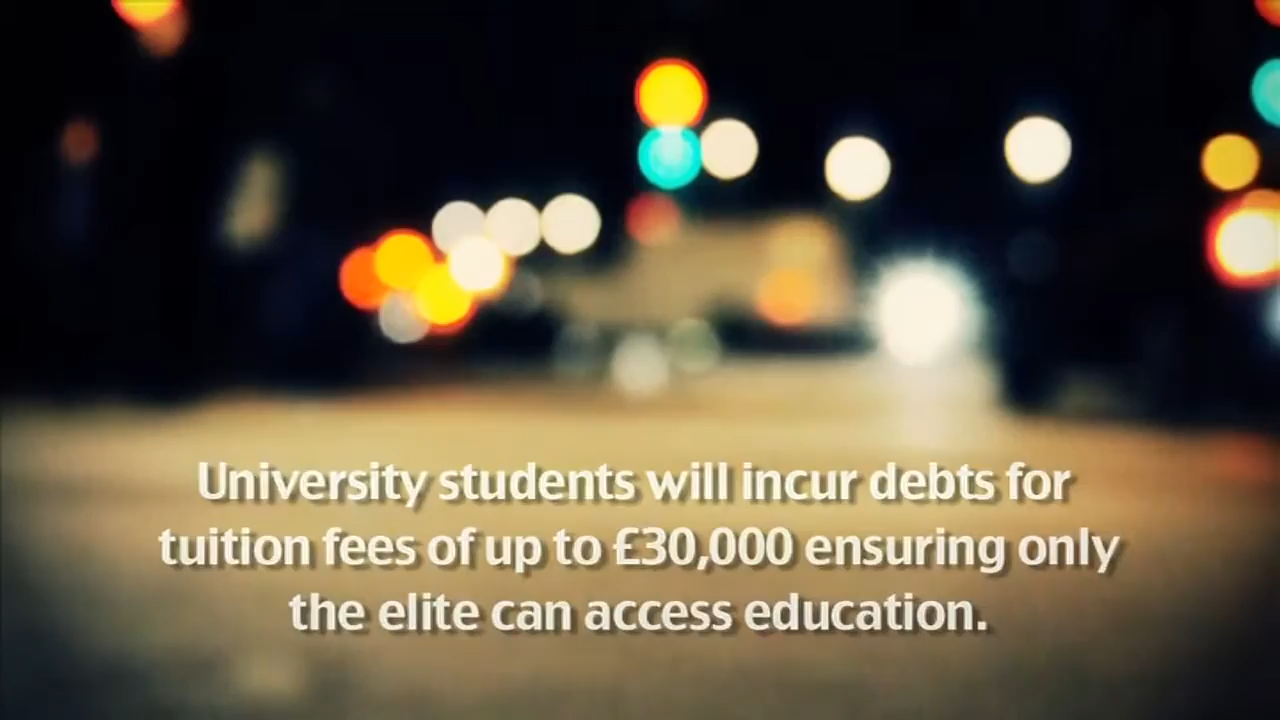 University students will incur debts for
tuition fees of up to £30,000 ensuring only
the elite can access education.